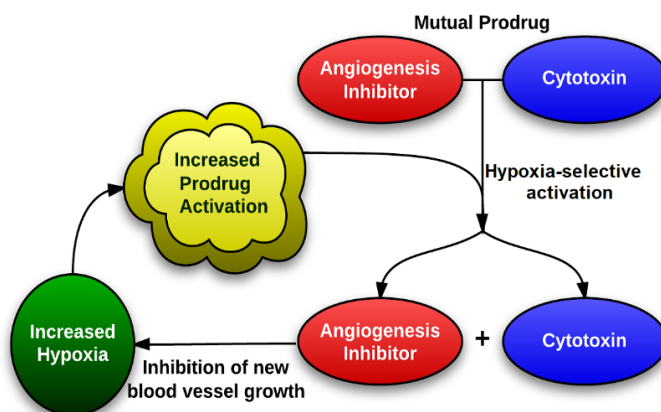 Mutual Prodrug
Angiogenesis
Inhibitor
Cytotoxin
Increased
Prodrug
Activation
Hypoxia-selective
activation
Increased
Hypoxia
Inhibition of new
blood vessel growth
Angiogenesis
Inhibitor
+
Cytotoxin